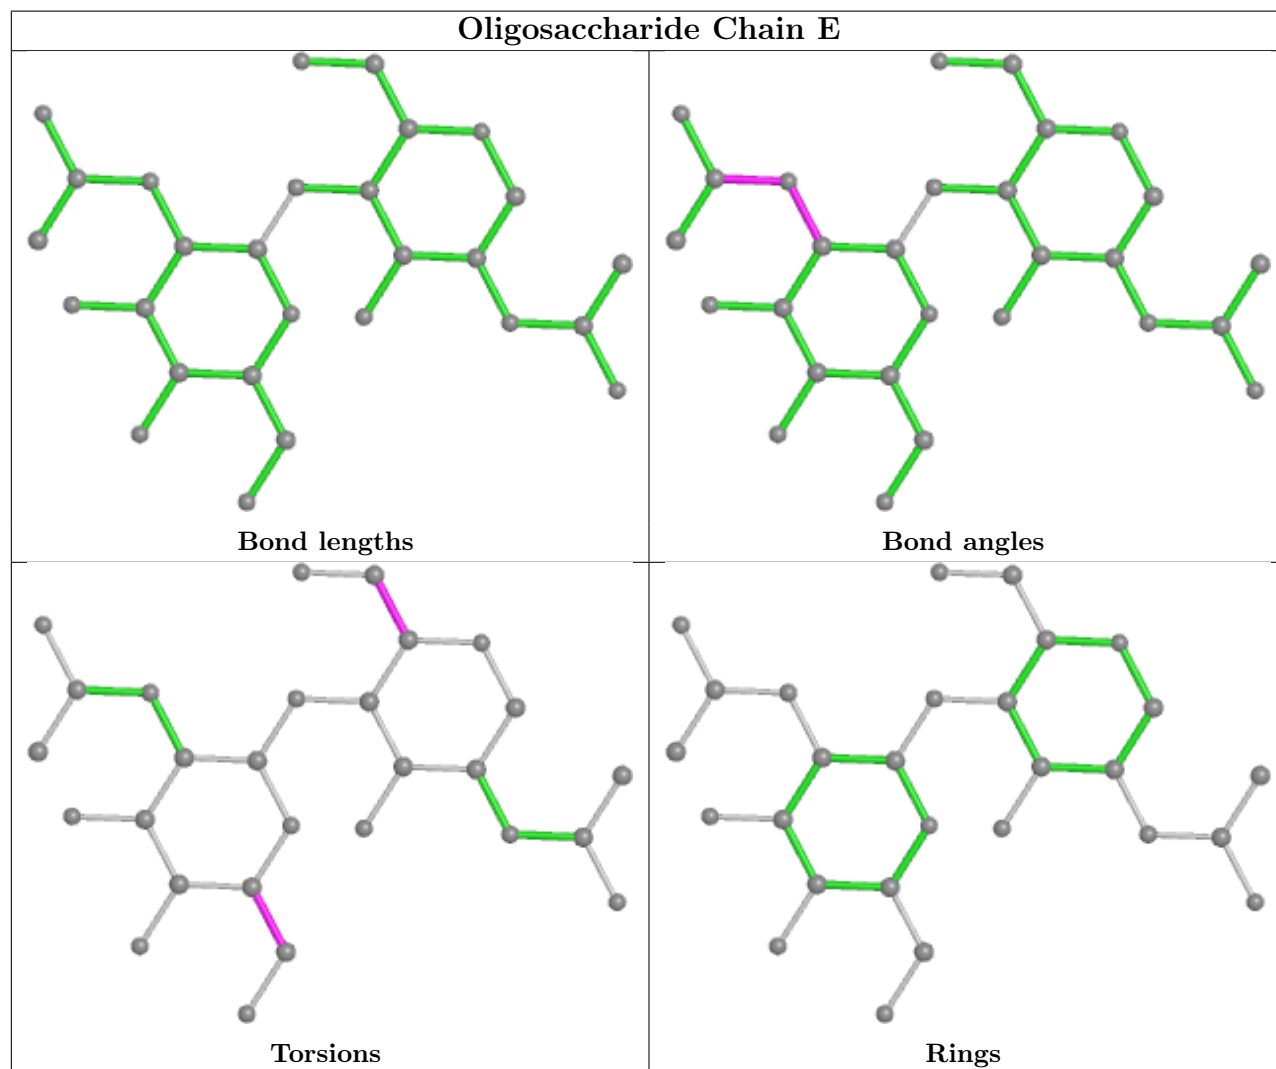 Oligosaccharide Chain E
Bond lengths
Bond angles
Torsions
Rings